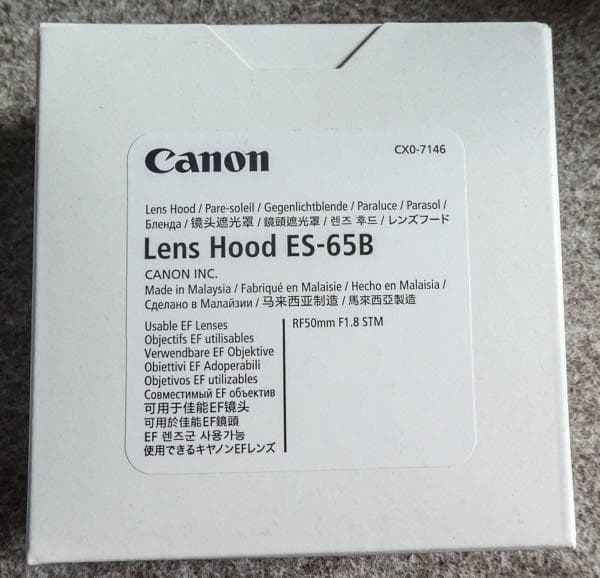 Canon
CX0-7146
Lens Hood / Pare-soleil / Gegenlichtblende / Paraluce / Parasol /
Бленда / 镜头遮光罩 / 鏡頭遮光罩 / 렌즈 후드 / レンズフード
Lens Hood ES-65B
CANON INC.
Made in Malaysia / Fabriqué en Malaisie / Hecho en Malaisia /
Сделано в Малайзии / 马来西亚制造 / 馬來西亞製造
Usable EF Lenses
Objectifs EF utilisables
Verwendbare EF Objektive
Obiettivi EF Adoperabili
Objetivos EF utilizables
Совместимый EF объектив
可用于佳能EF镜头
可用於佳能EF鏡頭
EF 렌즈군 사용가능
使用できるキヤノンEFレンズ
RF50mm F1.8 STM